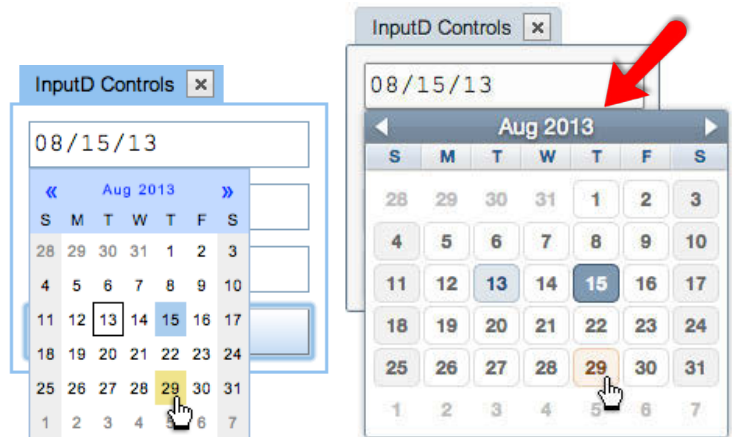 InputD Controls
08/15/13
« Aug 2013 »
S M T W T F S
28 29 30 31 1 2 3
4 5 6 7 8 9 10
11 12 13 14 15 16 17
18 19 20 21 22 23 24
25 26 27 28 29 30 31
1 2 3 4 5 6 7
InputD Controls
08/15/13
Aug 2013
S M T W T F S
28 29 30 31 1 2 3
4 5 6 7 8 9 10
11 12 13 14 15 16 17
18 19 20 21 22 23 24
25 26 27 28 29 30 31
1 2 3 4 5 6 7